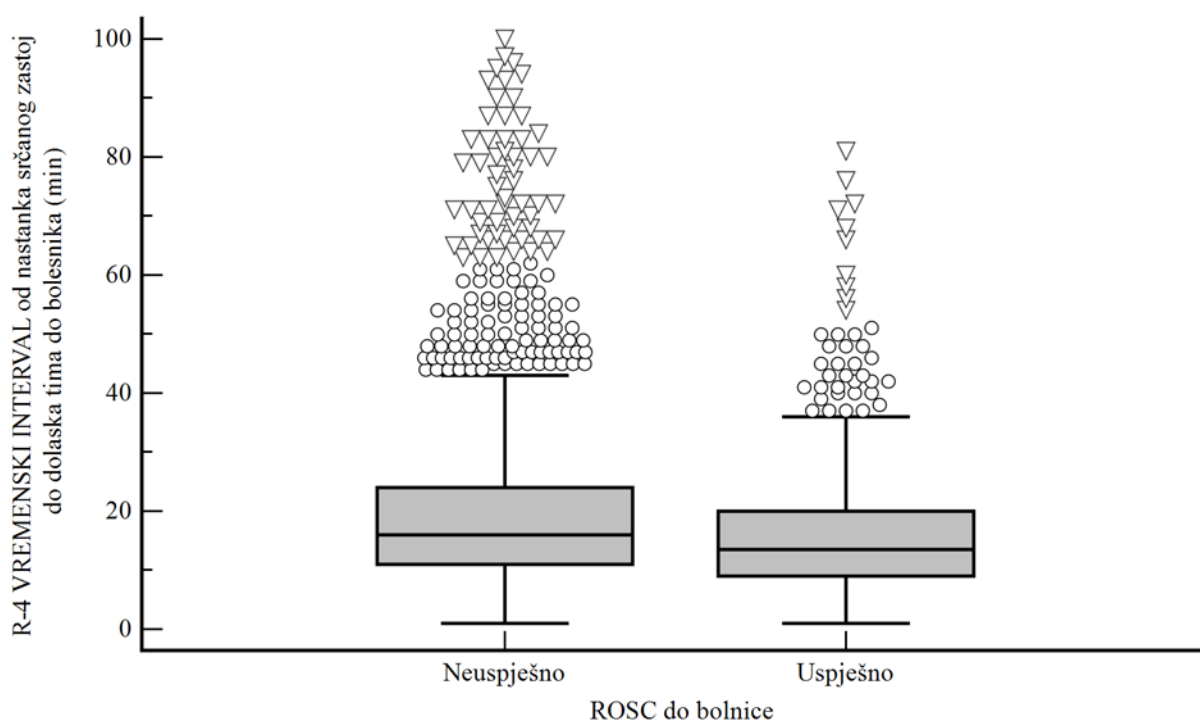 R-4 VREMENSKI INTERVAL od nastanka srčanog zastoj
do dolaska tima do bolesnika (min)
100
80
60
40
20
0
Neuspješno
Uspješno
ROSC do bolnice